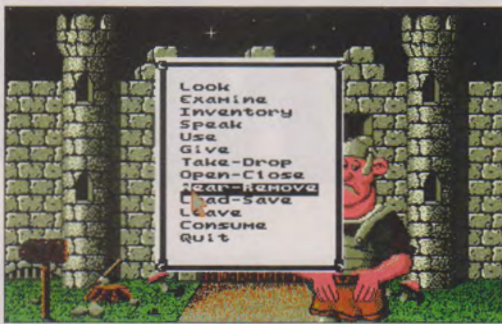 Look
Examine
Inventory
Speak
Use
Give
Take-Drop
Open-Close
Wear-Remove
Load-Save
Leave
Consume
Quit